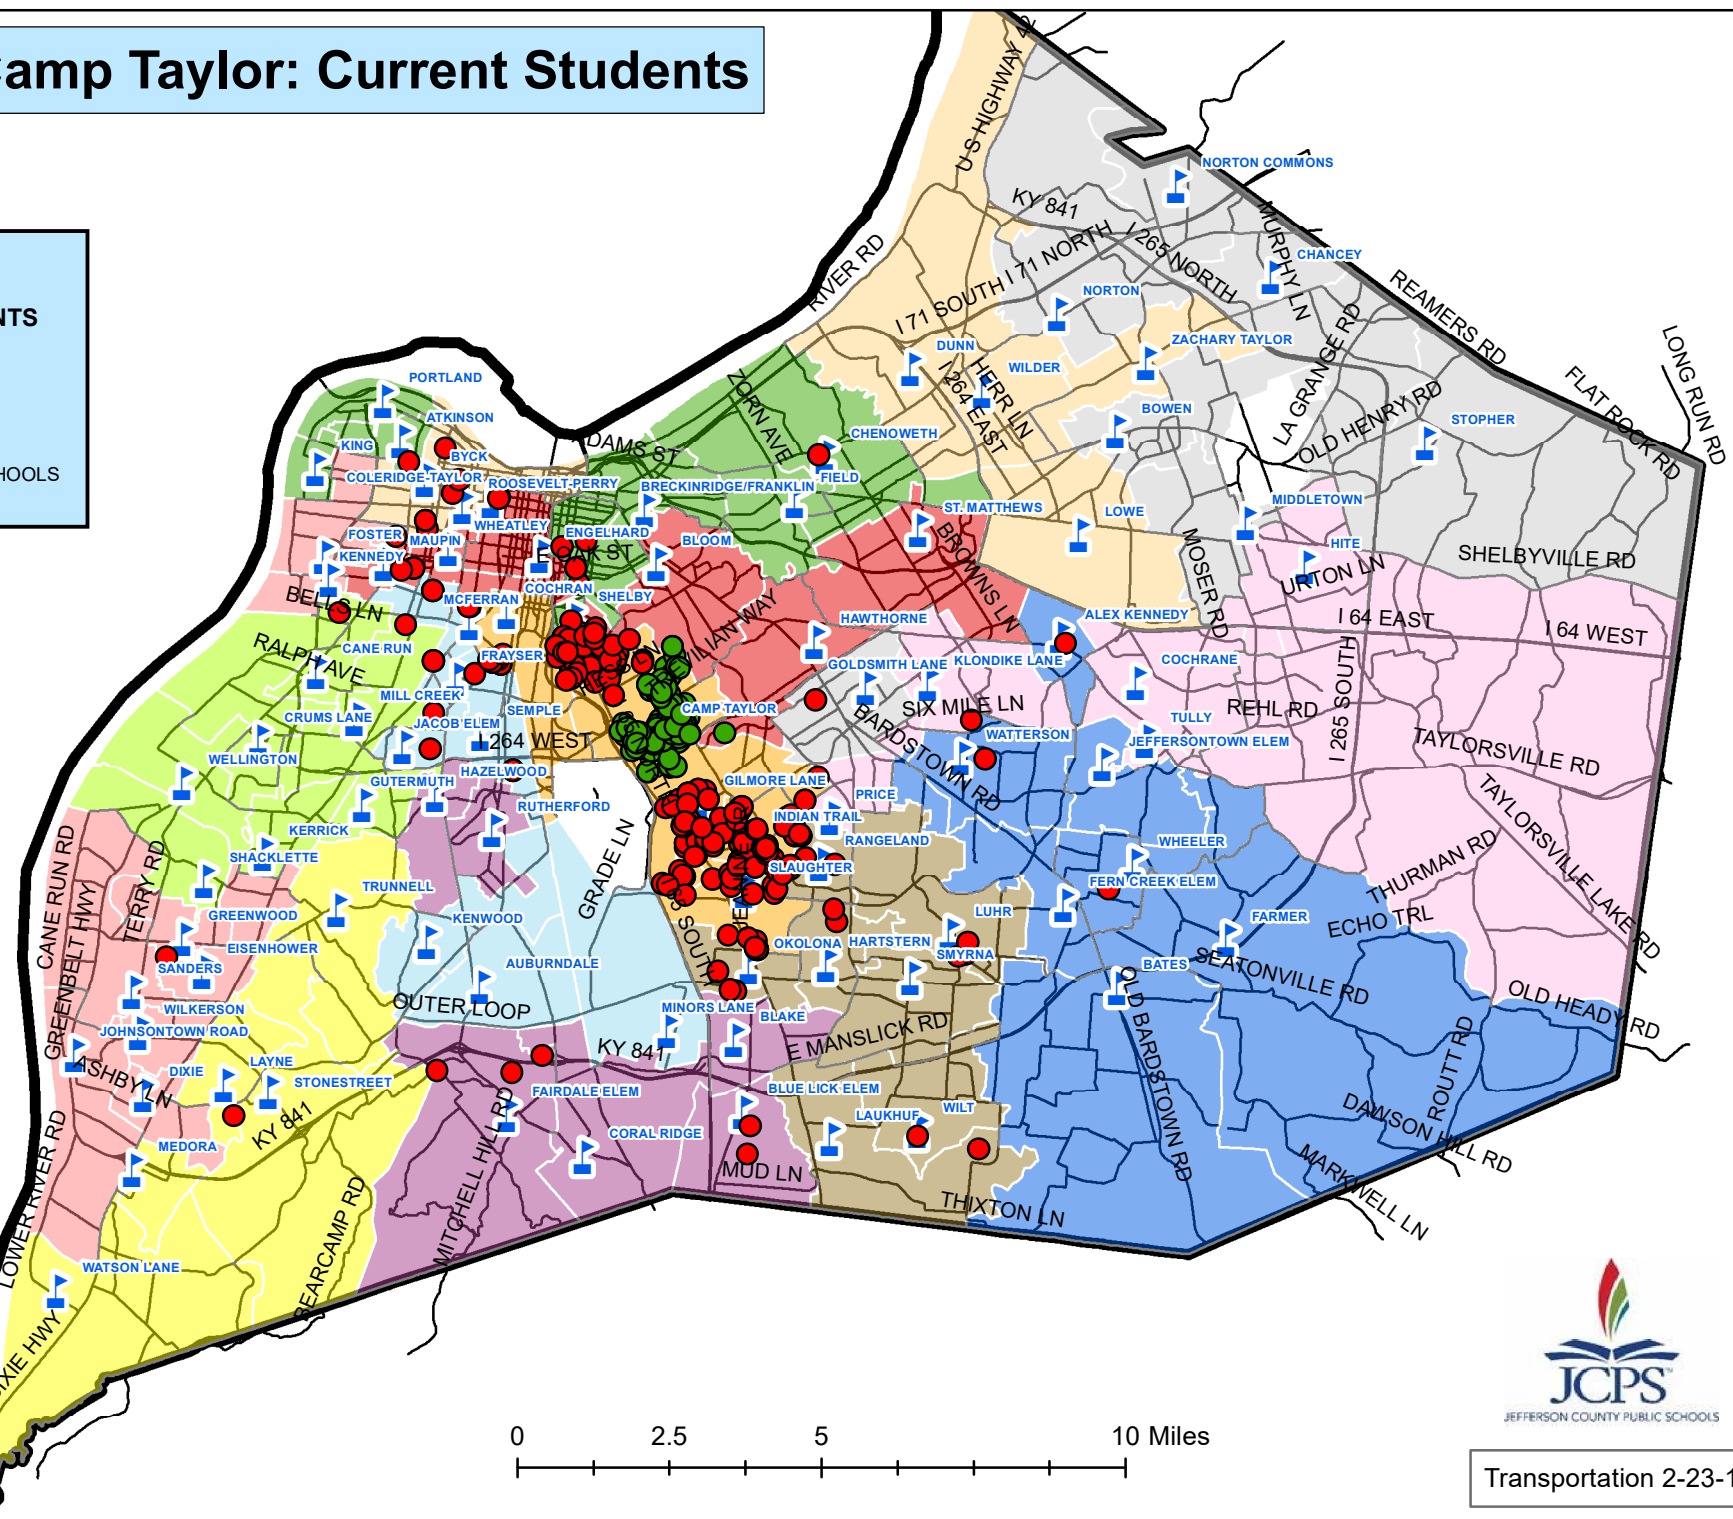 Camp Taylor: Current Students
NTS
HOOLS
U S HIGHWAY 42
NORTON COMMONS
KY 841
I 265 NORTH
MURPHY LN
CHANCEY
RIVER RD
I 71 NORTH
I 71 SOUTH
NORTON
REAMERS RD
LONG RUN RD
DUNN
HERR LN
WILDER
ZACHARY TAYLOR
LA GRANGE RD
FLAT ROCK RD
I 264 EAST
PORTLAND
ZORN AVE
BOWEN
OLD HENRY RD
STOPHER
ATKINSON
KING
BYCK
ADAMS ST
CHENOWETH
COLERIDGE-TAYLOR
ROOSEVELT-PERRY
BRECKINRIDGE/FRANKLIN
FIELD
ST. MATTHEWS
LOWE
MIDDLETOWN
FOSTER
MAUPIN
WHEATLEY
ENGELHARD
BLOOM
BROWNS LN
MOSER RD
HITE
SHELBYVILLE RD
KENNEDY
E OAK ST
URTON LN
BELLS LN
MCFERRAN
COCHRAN
SHELBY
HAWTHORNE
ALEX KENNEDY
I 64 EAST
I 64 WEST
RALPH AVE
CANE RUN
FRAYSER
GOLDSMITH LANE
KLONDIKE LANE
COCHRANE
MILL CREEK
SEMPLE
CAMP TAYLOR
SIX MILE LN
REHL RD
I 265 SOUTH
CRUMS LANE
JACOB ELEM
I 264 WEST
BARDSTOWN RD
WATTERSON
TULLY
JEFFERSONTOWN ELEM
TAYLORSVILLE RD
WELLINGTON
GUTERMUTH
HAZELWOOD
GILMORE LANE
PRICE
RUTHERFORD
INDIAN TRAIL
RANGELAND
TAYLORSVILLE LAKE RD
KERRICK
SHACKLETTE
GRADE LN
SLAUGHTER
WHEELER
THURMAN RD
CANE RUN RD
TERRY RD
TRUNNELL
FERN CREEK ELEM
GREENBELT HWY
GREENWOOD
KENWOOD
LUHR
FARMER
ECHO TRL
EISENHOWER
OKOLONA
HARTSTERN
SMYRNA
SANDERS
AUBURNDALE
BATES
SEATONVILLE RD
WILKERSON
OUTER LOOP
MINORS LANE
BLAKE
OLD HEADY RD
JOHNSONTOWN ROAD
KY 841
E MANSLICK RD
OLD BARDSTOWN RD
ROUTT RD
ASHBY LN
DIXIE
LAYNE
STONESTREET
FAIRDALE ELEM
BLUE LICK ELEM
LAUKHUF
WILT
DAWSON HILL RD
KY 841
MEDORA
MITCHELL HILL RD
CORAL RIDGE
MUD LN
MARKWELL LN
LOWER RIVER RD
BEARCAMP RD
THIXTON LN
WATSON LANE
DIXIE HWY
JCPS
JEFFERSON COUNTY PUBLIC SCHOOLS
0 2.5 5 10 Miles
Transportation 2-23-1